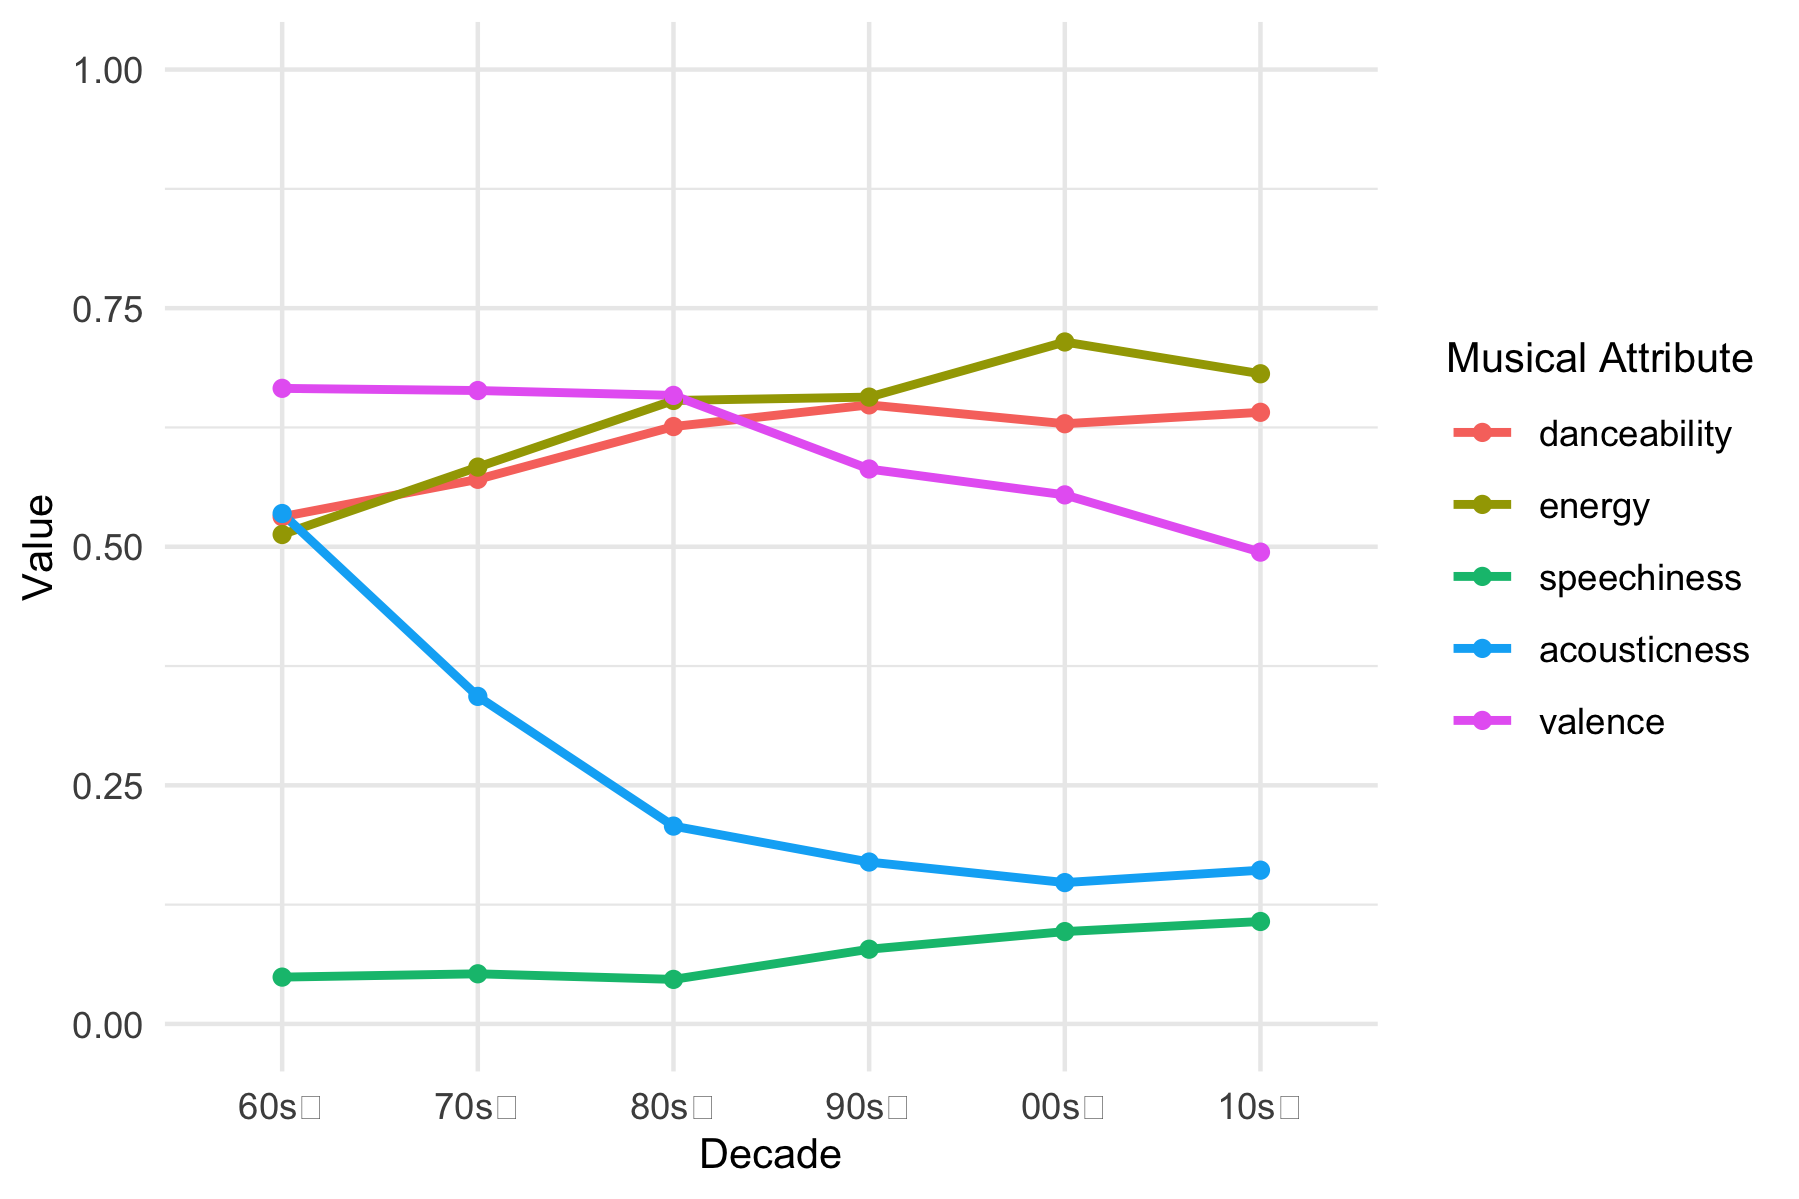 1.00
0.75
0.50
0.25
0.00
Value
60s□ 70s□ 80s□ 90s□ 00s□ 10s□
Decade
Musical Attribute
danceability
energy
speechiness
acousticness
valence